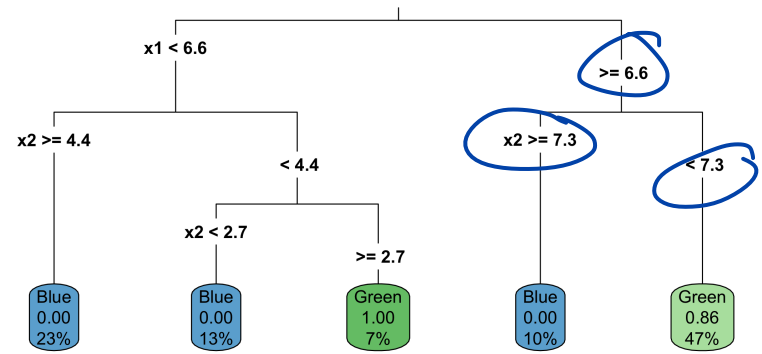 x1 < 6.6
>= 6.6
x2 >= 4.4
< 4.4
x2 >= 7.3
< 7.3
x2 < 2.7
>= 2.7
Blue
0.00
23%
Blue
0.00
13%
Green
1.00
7%
Blue
0.00
10%
Green
0.86
47%